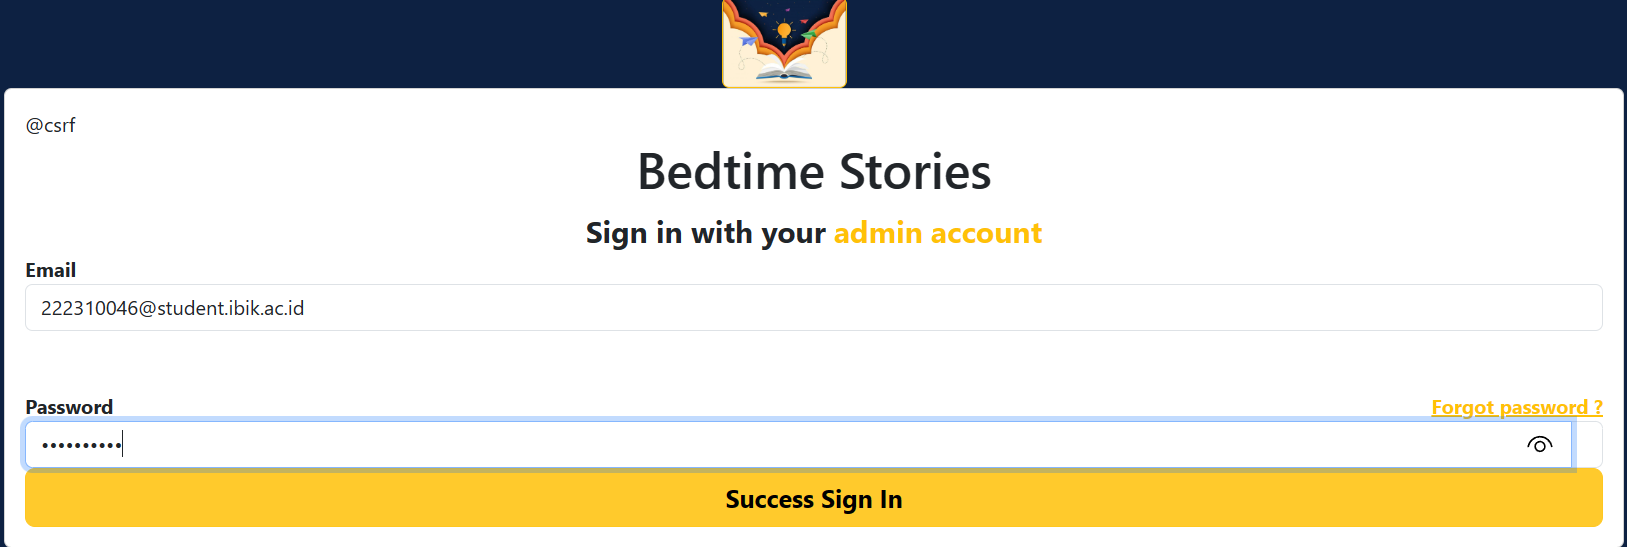 @csrf
Bedtime Stories
Sign in with your admin account
Email
222310046@student.ibik.ac.id
Password Forgot password ?
••••••••••
Success Sign In